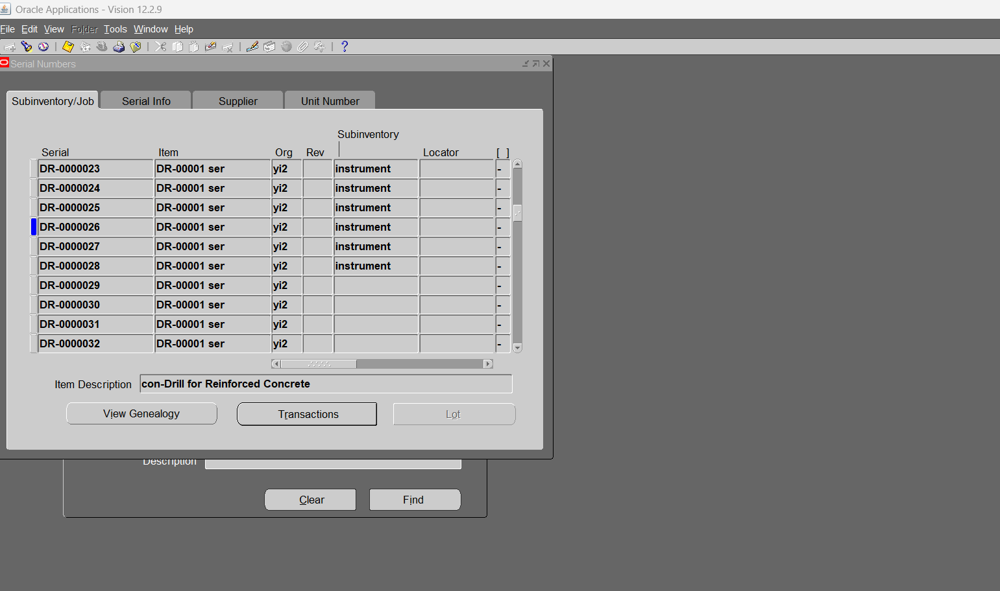 Oracle Applications - Vision 12.2.9
File Edit View Folder Tools Window Help
Serial Numbers
Subinventory/Job Serial Info Supplier Unit Number
Subinventory
Serial Item Org Rev Locator [ ]
DR-0000023 DR-00001 ser yi2 instrument -
DR-0000024 DR-00001 ser yi2 instrument -
DR-0000025 DR-00001 ser yi2 instrument -
DR-0000026 DR-00001 ser yi2 instrument -
DR-0000027 DR-00001 ser yi2 instrument -
DR-0000028 DR-00001 ser yi2 instrument -
DR-0000029 DR-00001 ser yi2 -
DR-0000030 DR-00001 ser yi2 -
DR-0000031 DR-00001 ser yi2 -
DR-0000032 DR-00001 ser yi2 -
Item Description con-Drill for Reinforced Concrete
View Genealogy Transactions Lot
Description
Clear Find